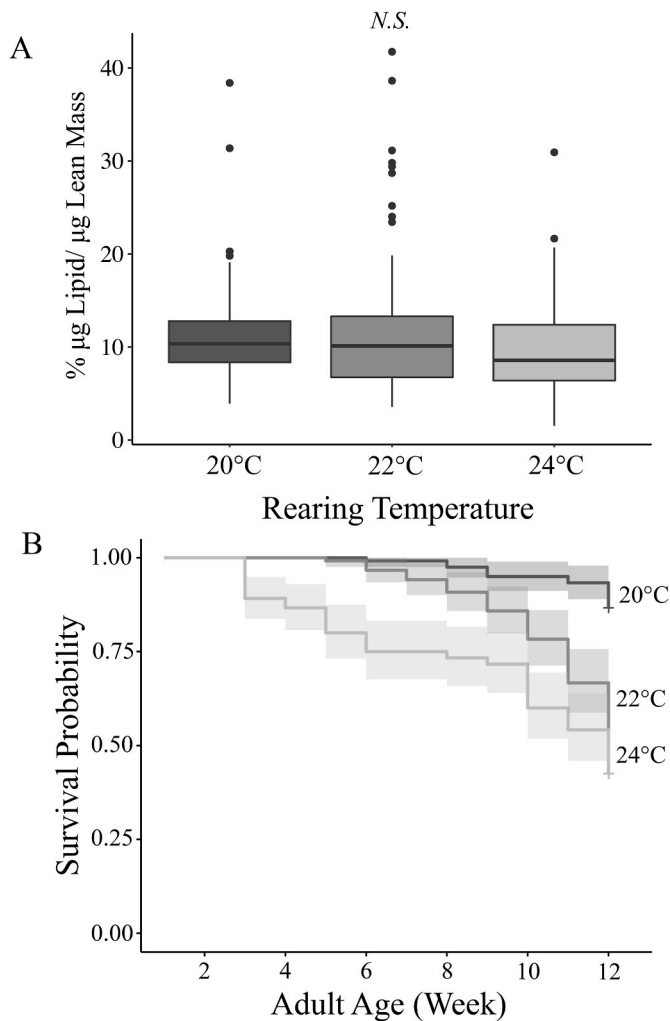 N.S.
A
% µg Lipid/ µg Lean Mass
40
30
20
10
0
20°C 22°C 24°C
Rearing Temperature
B
Survival Probability
1.00
0.75
0.50
0.25
0.00
20°C
22°C
24°C
2 4 6 8 10 12
Adult Age (Week)